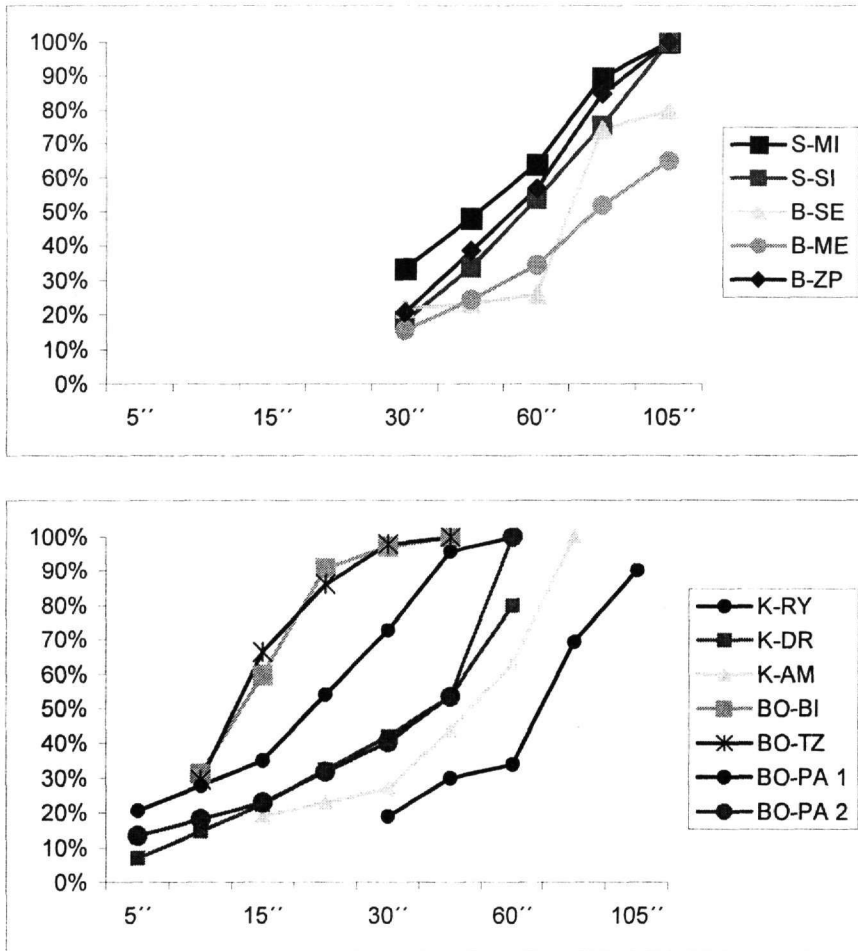 100%
90%
80%
70%
60%
50%
40%
30%
20%
10%
0%
5´´ 15´´ 30´´ 60´´ 105´´
S-MI
S-SI
B-SE
B-ME
B-ZP
100%
90%
80%
70%
60%
50%
40%
30%
20%
10%
0%
5´´ 15´´ 30´´ 60´´ 105´´
K-RY
K-DR
K-AM
BO-BI
BO-TZ
BO-PA 1
BO-PA 2